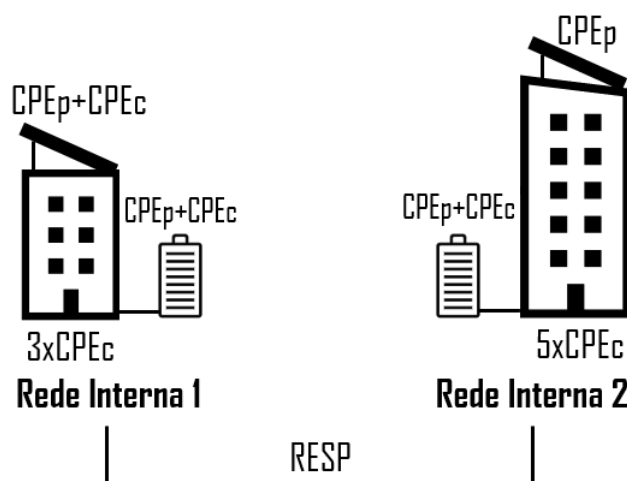 CPEp
CPEp+CPEc
CPEp+CPEc
CPEp+CPEc
3xCPEc
5xCPEc
Rede Interna 1
Rede Interna 2
RESP